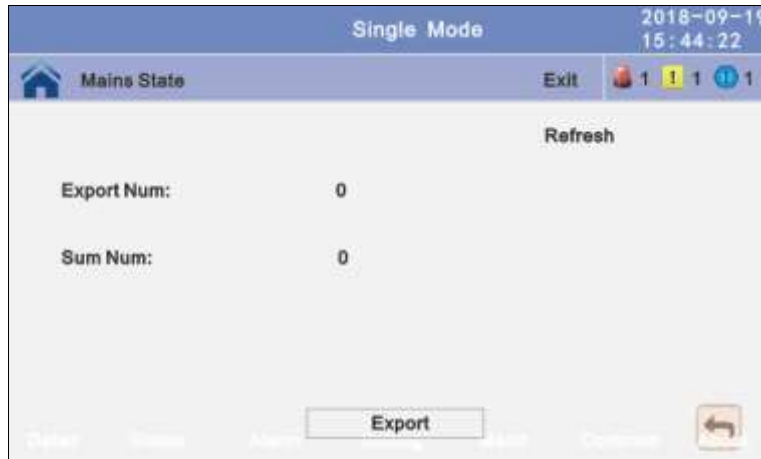 Single Mode
2018-09-19
15:44:22
Mains State
Exit
1
! 1
1
Refresh
Export Num: 0
Sum Num: 0
Export